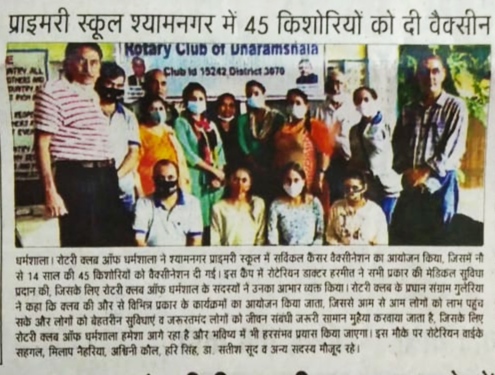 प्राइमरी स्कूल श्यामनगर में 45 किशोरियों को दी वैक्सीन
Rotary Club of Dharamshala
Club Id 15242, District 3070
धर्मशाला। रोटरी क्लब ऑफ धर्मशाला ने श्यामनगर प्राइमरी स्कूल में सर्विकल कैंसर वैक्सीनेशन का आयोजन किया, जिसमें नौ
से 14 साल की 45 किशोरियों को वैक्सीनेशन दी गई। इस कैंप में रोटेरियन डाक्टर हरमीत ने सभी प्रकार की मेडिकल सुविधा
प्रदान की, जिसके लिए रोटरी क्लब ऑफ धर्मशाल के सदस्यों ने उनका आभार व्यक्त किया। रोटरी क्लब के प्रधान संग्राम गुलेरिया
ने कहा कि क्लब की और से विभिन्न प्रकार के कार्यक्रमों का आयोजन किया जाता, जिससे आम से आम लोगों को लाभ पहुंच
सके और लोगों को बेहतरीन सुविधाएं व जरूरतमंद लोगों को जीवन संबंधी जरूरी सामान मुहैया करवाया जाता है, जिसके लिए
रोटरी क्लब ऑफ धर्मशाला हमेशा आगे रहा है और भविष्य में भी हरसंभव प्रयास किया जाएगा। इस मौके पर रोटेरियन वाईके
सहगल, मिलाप नैहरिया, अश्विनी कौल, हरि सिंह, डा. सतीश सूद व अन्य सदस्य मौजूद रहे।